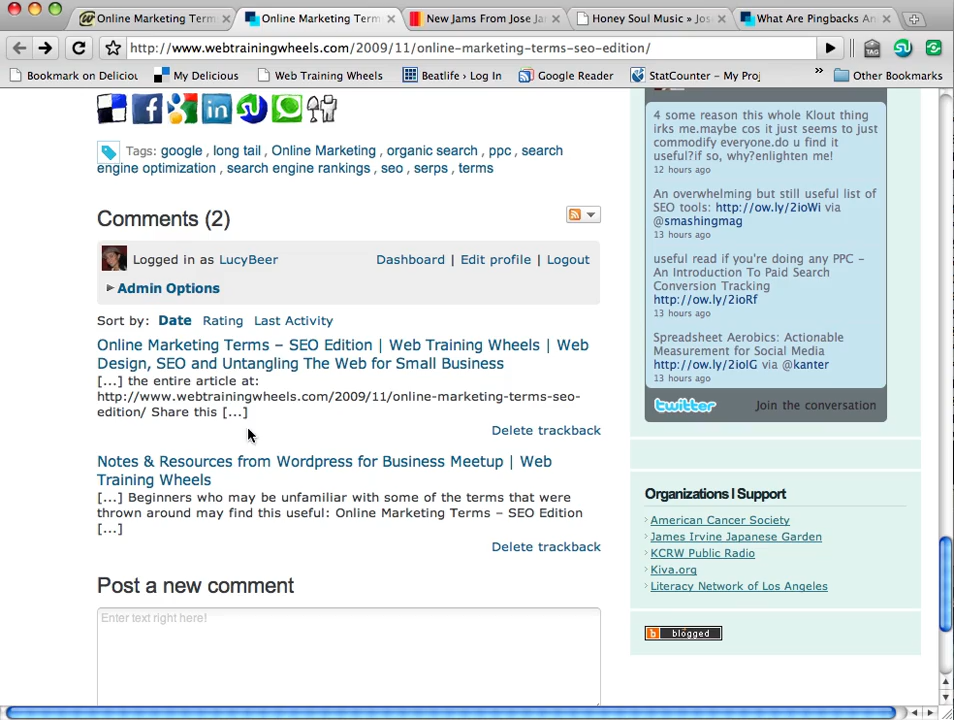 Online Marketing Term
Online Marketing Term
New Jams From Jose Ja
Honey Soul Music » Jos
What Are Pingbacks An
http://www.webtrainingwheels.com/2009/11/online-marketing-terms-seo-edition/
Bookmark on Deliciou
My Delicious
Web Training Wheels
Beatlife › Log In
Google Reader
StatCounter – My Proj
»
Other Bookmarks
Tags: google , long tail , Online Marketing , organic search , ppc , search
engine optimization , search engine rankings , seo , serps , terms
Comments (2)
Logged in as LucyBeer
Dashboard | Edit profile | Logout
Admin Options
Sort by: Date Rating Last Activity
Online Marketing Terms – SEO Edition | Web Training Wheels | Web
Design, SEO and Untangling The Web for Small Business
[...] the entire article at:
http://www.webtrainingwheels.com/2009/11/online-marketing-terms-seo-
edition/ Share this [...]
Delete trackback
Notes & Resources from Wordpress for Business Meetup | Web
Training Wheels
[...] Beginners who may be unfamiliar with some of the terms that were
thrown around may find this useful: Online Marketing Terms – SEO Edition
[...]
Delete trackback
Post a new comment
Enter text right here!
4 some reason this whole Klout thing
irks me.maybe cos it just seems to just
commodify everyone.do u find it
useful?if so, why?enlighten me!
12 hours ago
An overwhelming but still useful list of
SEO tools: http://ow.ly/2ioWi via
@smashingmag
13 hours ago
useful read if you're doing any PPC –
An Introduction To Paid Search
Conversion Tracking
http://ow.ly/2ioRf
13 hours ago
Spreadsheet Aerobics: Actionable
Measurement for Social Media
http://ow.ly/2ioIG via @kanter
13 hours ago
twitter
Join the conversation
Organizations I Support
American Cancer Society
James Irvine Japanese Garden
KCRW Public Radio
Kiva.org
Literacy Network of Los Angeles
b blogged